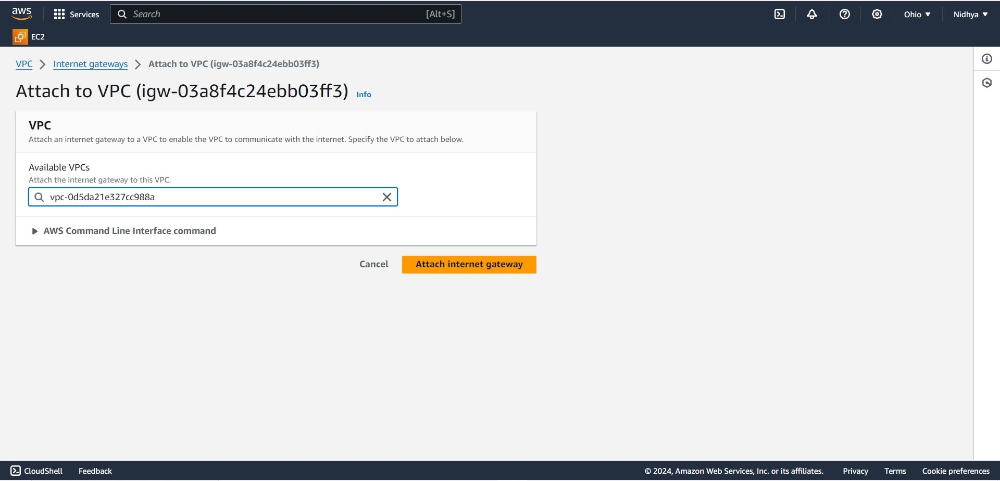 aws Services Search [Alt+S] Ohio Nidhya
EC2
VPC Internet gateways Attach to VPC (igw-03a8f4c24ebb03ff3)
Attach to VPC (igw-03a8f4c24ebb03ff3) Info
VPC
Attach an internet gateway to a VPC to enable the VPC to communicate with the internet. Specify the VPC to attach below.
Available VPCs
Attach the internet gateway to this VPC.
vpc-0d5da21e327cc988a
AWS Command Line Interface command
Cancel Attach internet gateway
CloudShell Feedback © 2024, Amazon Web Services, Inc. or its affiliates. Privacy Terms Cookie preferences